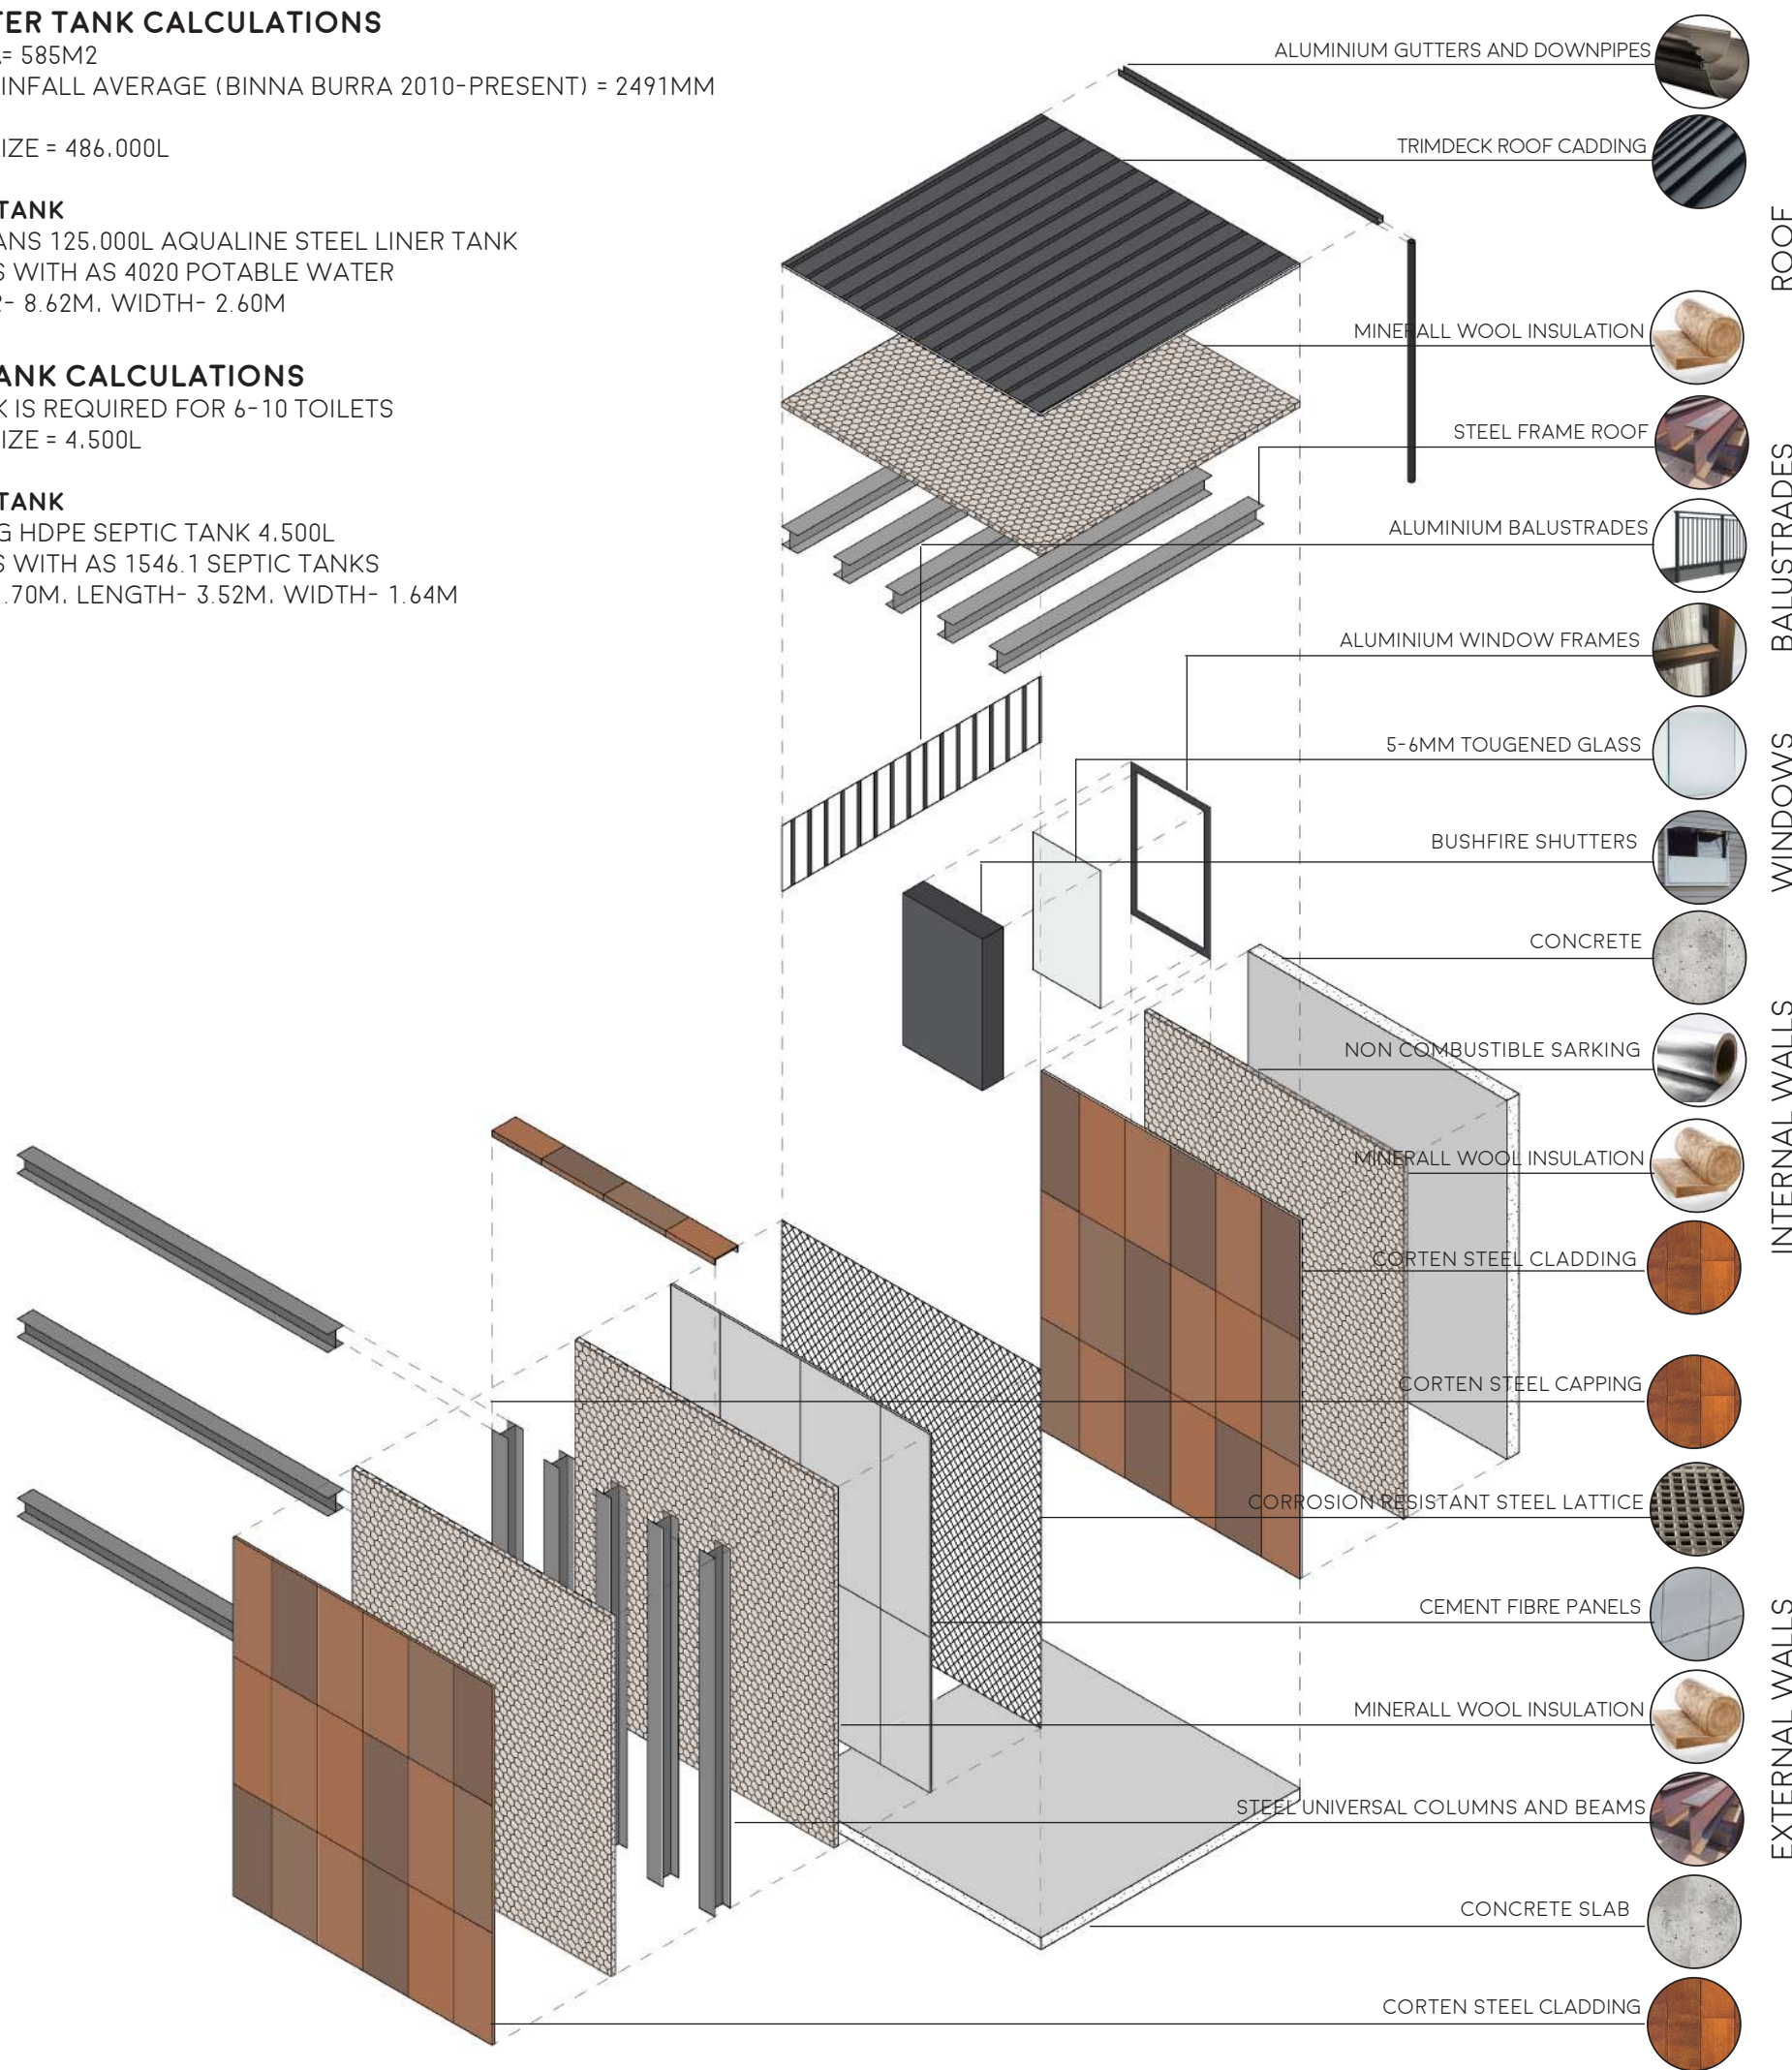 TER TANK CALCULATIONS
= 585M2
INFALL AVERAGE (BINNA BURRA 2010-PRESENT) = 2491MM
IZE = 486,000L
TANK
ANS 125,000L AQUALINE STEEL LINER TANK
S WITH AS 4020 POTABLE WATER
- 8.62M, WIDTH- 2.60M
ANK CALCULATIONS
K IS REQUIRED FOR 6-10 TOILETS
IZE = 4,500L
TANK
G HDPE SEPTIC TANK 4,500L
S WITH AS 1546.1 SEPTIC TANKS
.70M, LENGTH- 3.52M, WIDTH- 1.64M
ALUMINIUM GUTTERS AND DOWNPIPES
TRIMDECK ROOF CADDING
MINERALL WOOL INSULATION
STEEL FRAME ROOF
ALUMINIUM BALUSTRADES
ALUMINIUM WINDOW FRAMES
5-6MM TOUGENED GLASS
BUSHFIRE SHUTTERS
CONCRETE
NON COMBUSTIBLE SARKING
MINERALL WOOL INSULATION
CORTEN STEEL CLADDING
CORTEN STEEL CAPPING
CORROSION RESISTANT STEEL LATTICE
CEMENT FIBRE PANELS
MINERALL WOOL INSULATION
STEEL UNIVERSAL COLUMNS AND BEAMS
CONCRETE SLAB
CORTEN STEEL CLADDING
ROOF
BALUSTRADES
WINDOWS
INTERNAL WALLS
EXTERNAL WALLS